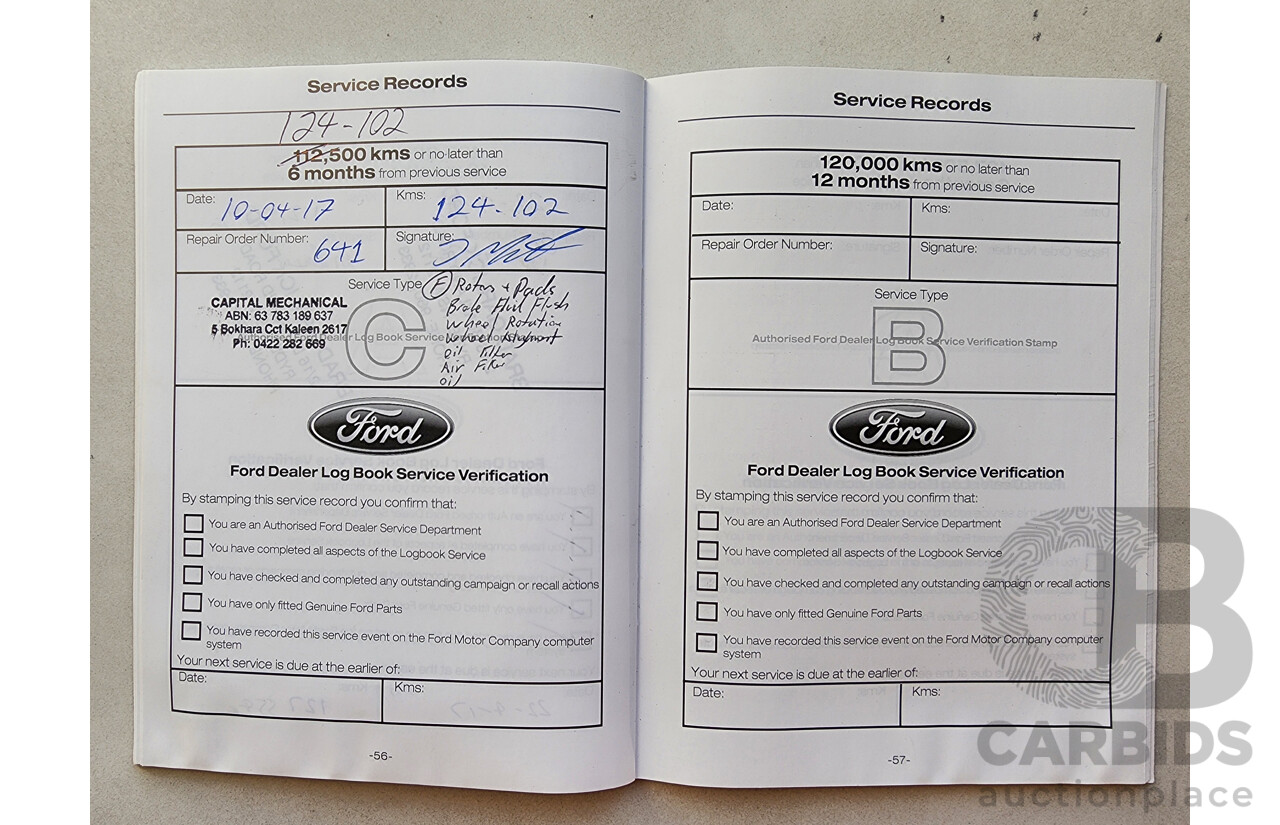 Service Records
124-102
112,500 kms or no later than
6 months from previous service
Date: 10-04-17
Kms: 124-102
Repair Order Number: 641
Signature:
Service Type
C
CAPITAL MECHANICAL
ABN: 63 783 189 637
5 Bokhara Cct Kaleen 2617
Ph: 0422 282 669
Authorised Ford Dealer Log Book Service Verification
F Rotors + Pads
Brake Fluid Flush
Wheel Rotation
Wheel Alignment
Oil Filter
Air Filter
Oil
Ford
Ford Dealer Log Book Service Verification
By stamping this service record you confirm that:
You are an Authorised Ford Dealer Service Department
You have completed all aspects of the Logbook Service
You have checked and completed any outstanding campaign or recall actions
You have only fitted Genuine Ford Parts
You have recorded this service event on the Ford Motor Company computer
system
Your next service is due at the earlier of:
Date:
Kms:
-56-
Service Records
120,000 kms or no later than
12 months from previous service
Date:
Kms:
Repair Order Number:
Signature:
Service Type
B
Authorised Ford Dealer Log Book Service Verification Stamp
Ford
Ford Dealer Log Book Service Verification
By stamping this service record you confirm that:
You are an Authorised Ford Dealer Service Department
You have completed all aspects of the Logbook Service
You have checked and completed any outstanding campaign or recall actions
You have only fitted Genuine Ford Parts
You have recorded this service event on the Ford Motor Company computer
system
Your next service is due at the earlier of:
Date:
Kms:
-57-
CB
CARBIDS
auctionplace